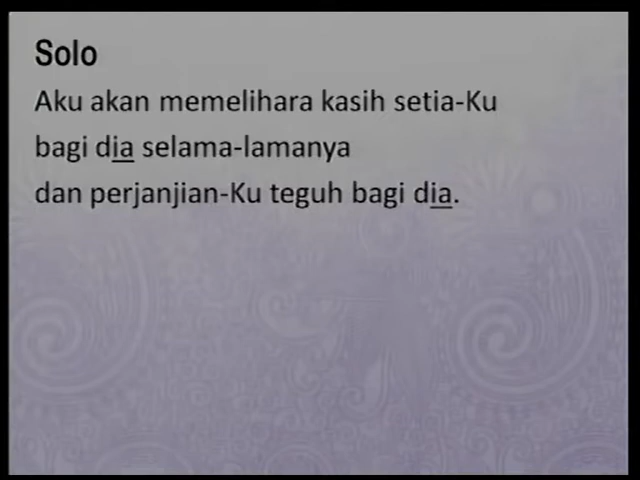 Solo
Aku akan memelihara kasih setia-Ku
bagi dia selama-lamanya
dan perjanjian-Ku teguh bagi dia.